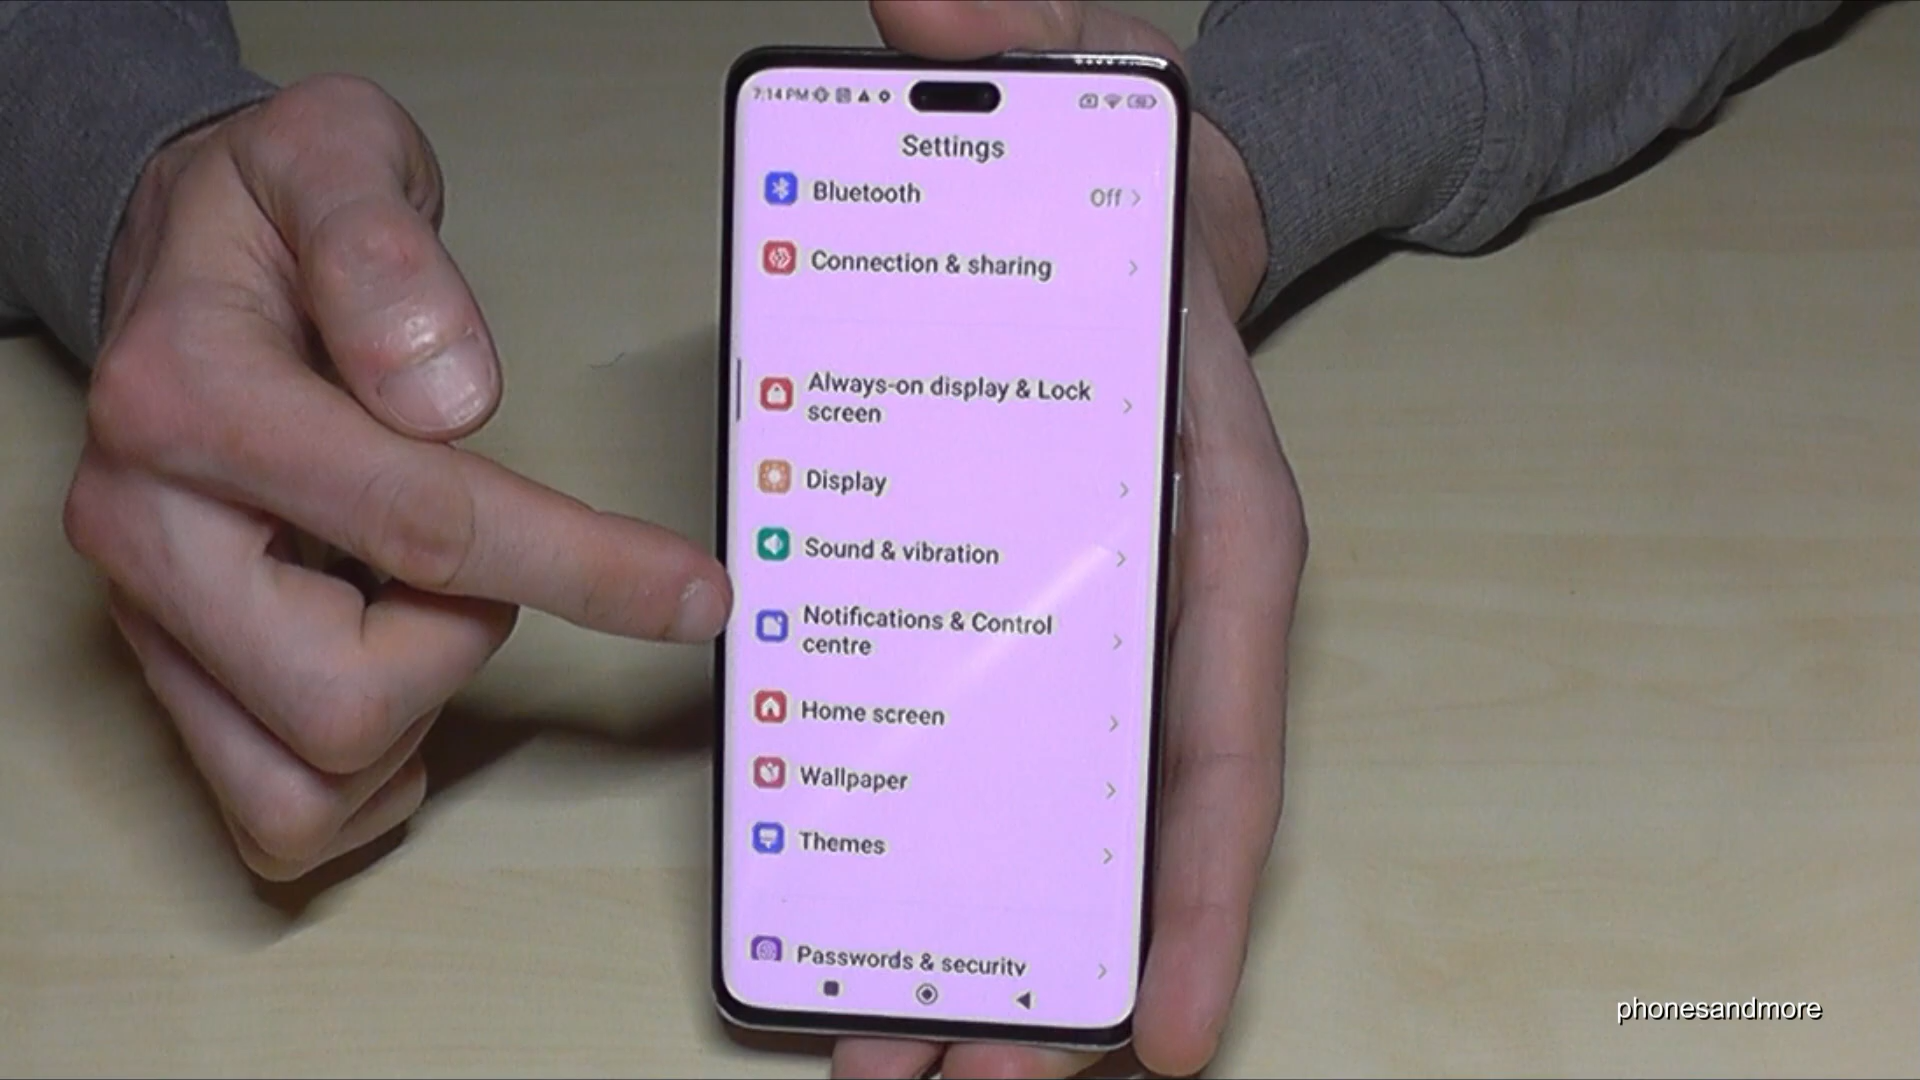 7:14 PM
Settings
Bluetooth
Off
Connection & sharing
Always-on display & Lock
screen
Display
Sound & vibration
Notifications & Control
centre
Home screen
Wallpaper
Themes
Passwords & security
phonesandmore